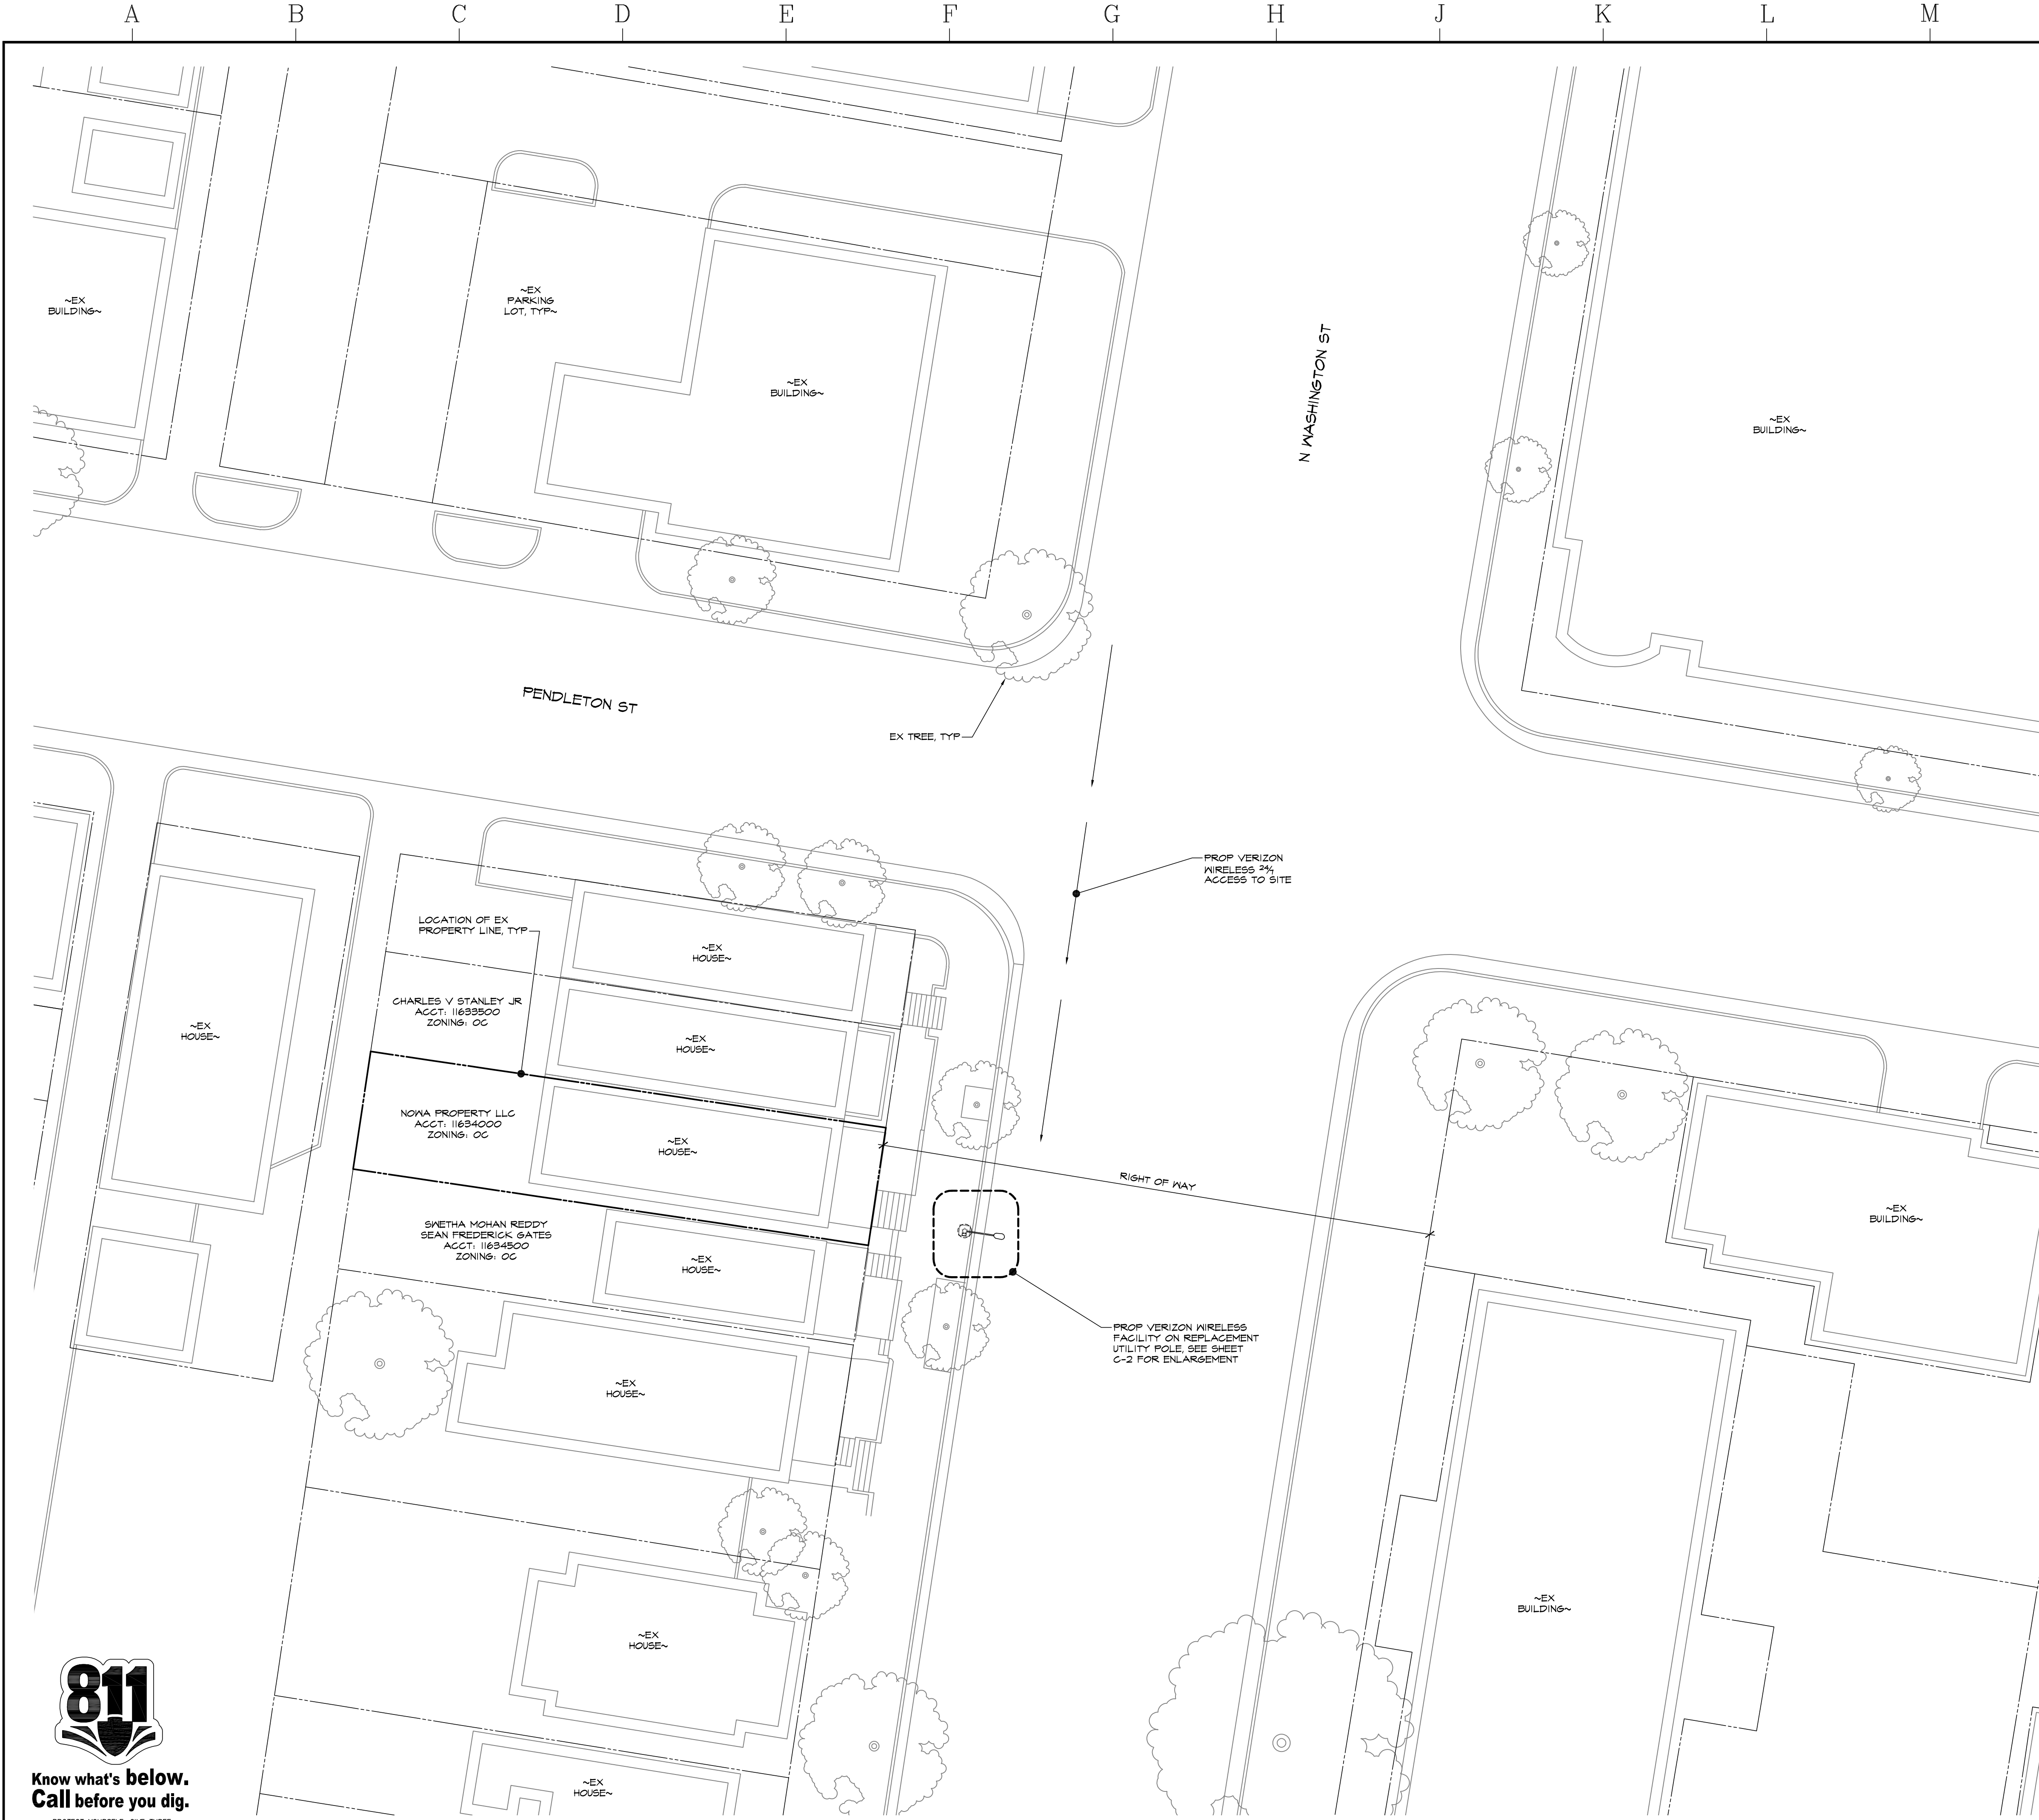 A B C D E F G H J K L M
~EX
BUILDING~
~EX
PARKING
LOT, TYP~
~EX
BUILDING~
N WASHINGTON ST
~EX
BUILDING~
PENDLETON ST
EX TREE, TYP
PROP VERIZON
WIRELESS 24/7
ACCESS TO SITE
LOCATION OF EX
PROPERTY LINE, TYP
~EX
HOUSE~
CHARLES V STANLEY JR
ACCT: 11633500
ZONING: OC
~EX
HOUSE~
~EX
HOUSE~
NOWA PROPERTY LLC
ACCT: 11634000
ZONING: OC
~EX
HOUSE~
RIGHT OF WAY
~EX
BUILDING~
SWETHA MOHAN REDDY
SEAN FREDERICK GATES
ACCT: 11634500
ZONING: OC
~EX
HOUSE~
PROP VERIZON WIRELESS
FACILITY ON REPLACEMENT
UTILITY POLE, SEE SHEET
C-2 FOR ENLARGEMENT
~EX
HOUSE~
~EX
BUILDING~
~EX
HOUSE~
~EX
HOUSE~
811
Know what's below.
Call before you dig.